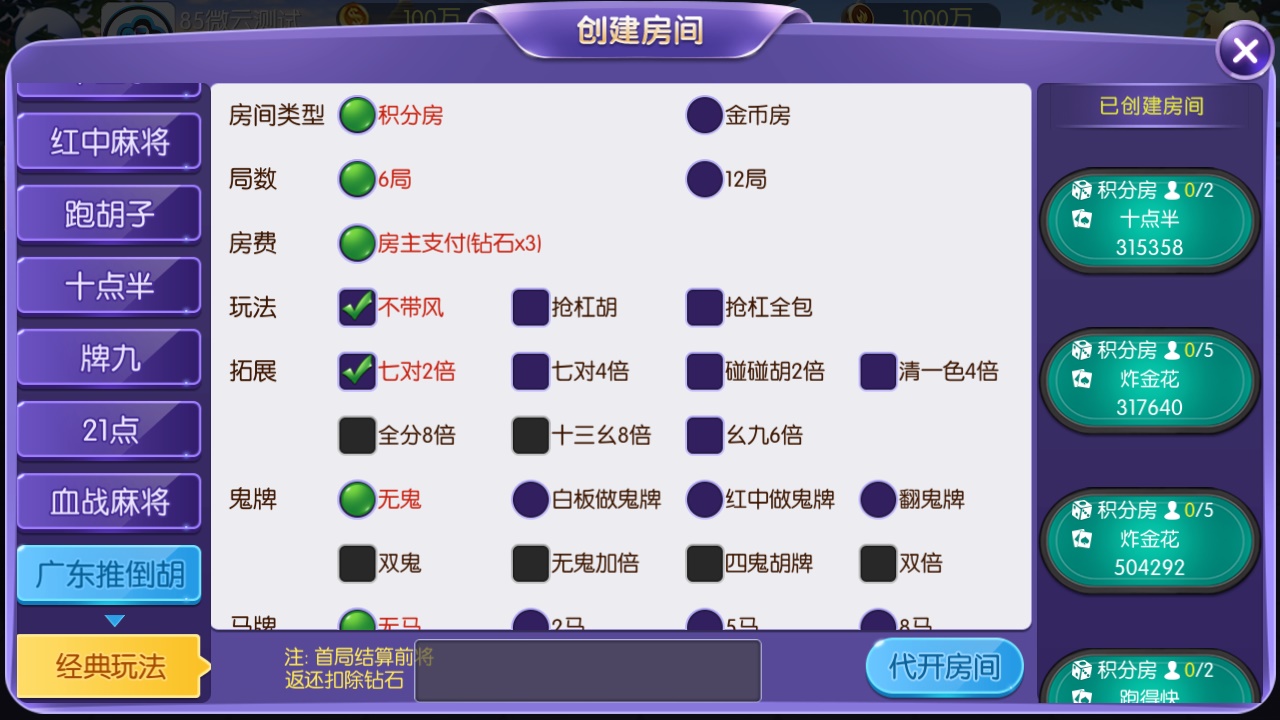 85微云测试
100万
1000万
创建房间
红中麻将
跑胡子
十点半
牌九
21点
血战麻将
广东推倒胡
经典玩法
房间类型 积分房 金币房
局数 6局 12局
房费 房主支付(钻石x3)
玩法 不带风 抢杠胡 抢杠全包
拓展 七对2倍 七对4倍 碰碰胡2倍 清一色4倍
全分8倍 十三幺8倍 幺九6倍
鬼牌 无鬼 白板做鬼牌 红中做鬼牌 翻鬼牌
双鬼 无鬼加倍 四鬼胡牌 双倍
马牌 无马 2马 5马 8马
注: 首局结算前将
返还扣除钻石
代开房间
已创建房间
积分房 0/2
十点半
315358
积分房 0/5
炸金花
317640
积分房 0/5
炸金花
504292
积分房 0/2
跑得快